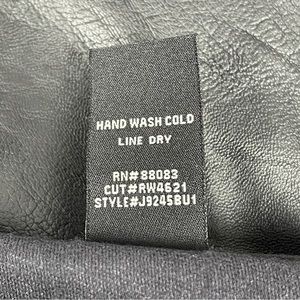 HAND WASH COLD
LINE DRY
RN#88083
CUT#RW4621
STYLE#J9245BU1